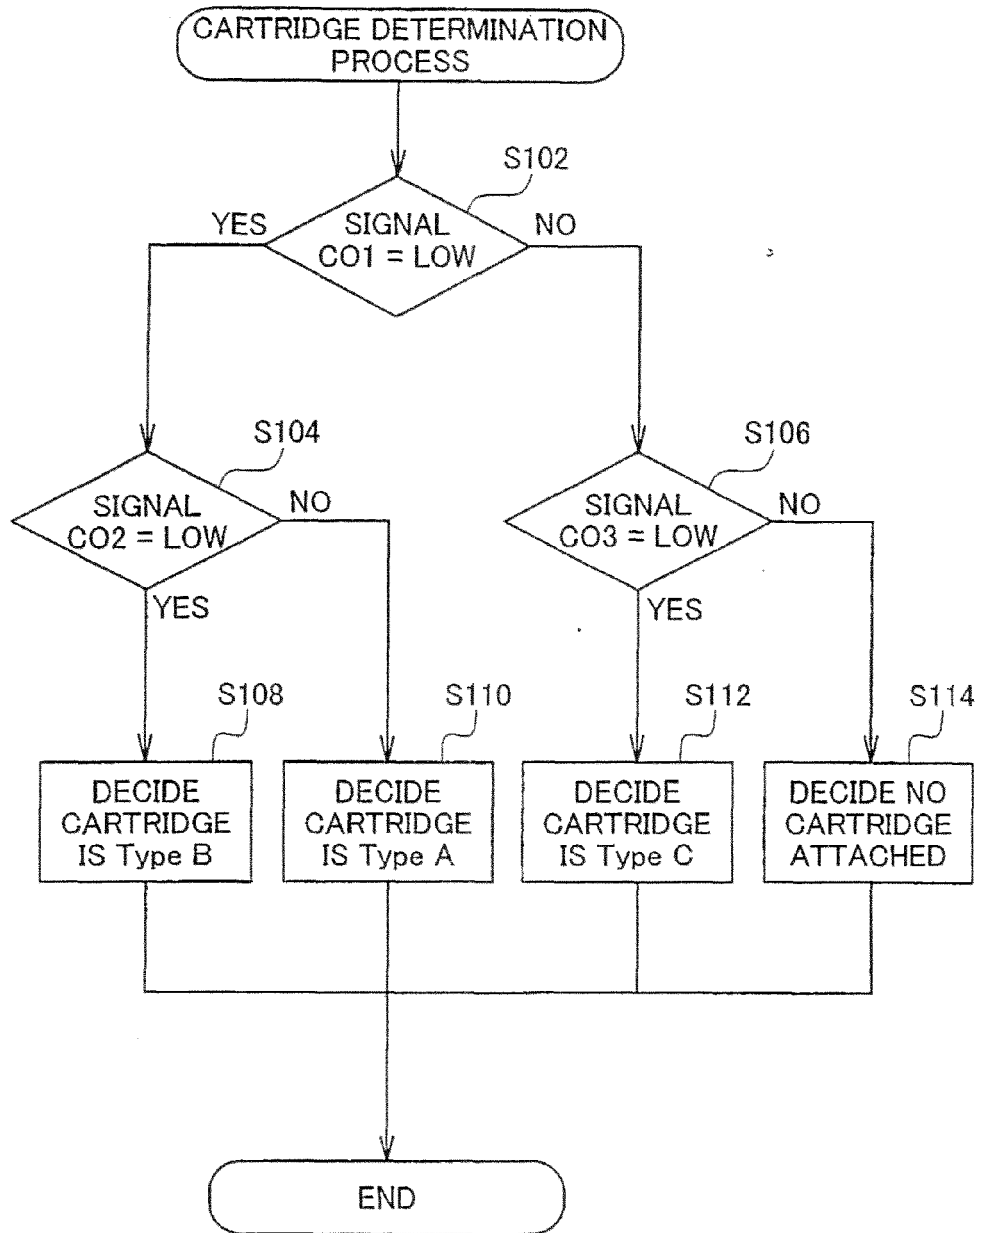 CARTRIDGE DETERMINATION
PROCESS
S102
YES
SIGNAL
CO1 = LOW
NO
S104
SIGNAL
CO2 = LOW
NO
YES
S106
SIGNAL
CO3 = LOW
NO
YES
S108
DECIDE
CARTRIDGE
IS Type B
S110
DECIDE
CARTRIDGE
IS Type A
S112
DECIDE
CARTRIDGE
IS Type C
S114
DECIDE NO
CARTRIDGE
ATTACHED
END